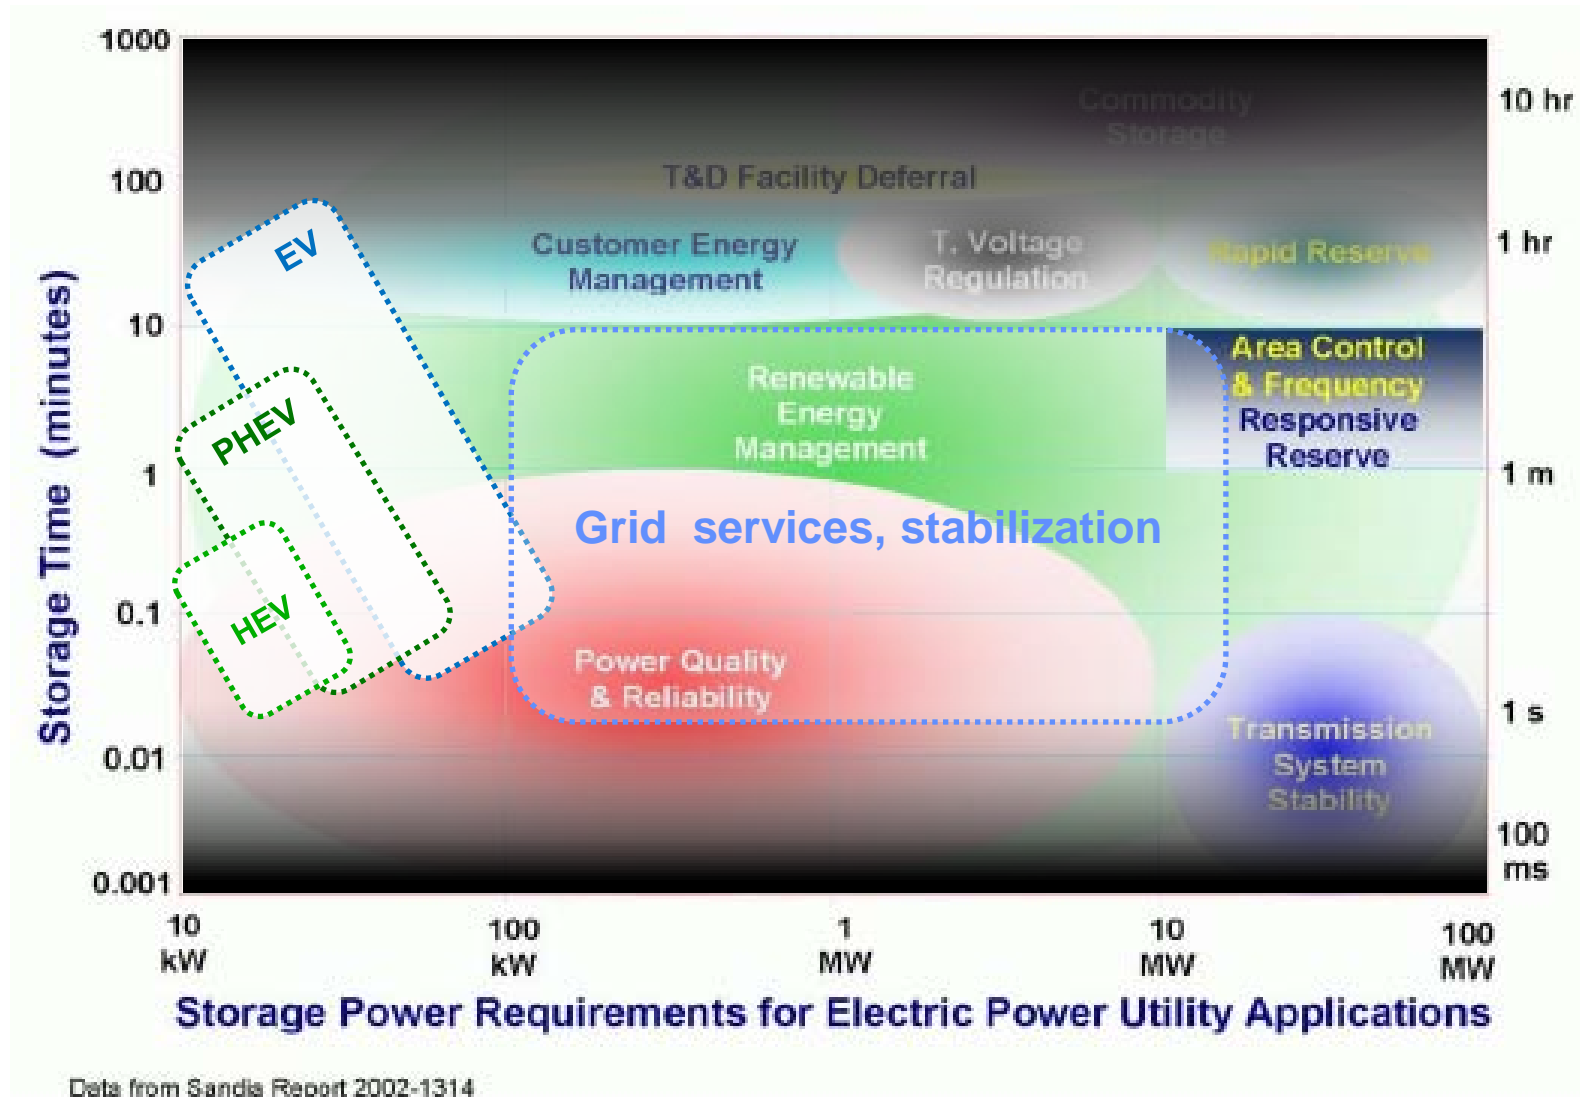 1000
100
10
1
0.1
0.01
0.001
Storage Time (minutes)
10 hr
1 hr
1 m
1 s
100
ms
Commodity
Storage
T&D Facility Deferral
Customer Energy
Management
T. Voltage
Regulation
Rapid Reserve
EV
PHEV
HEV
Renewable
Energy
Management
Area Control
& Frequency
Responsive
Reserve
Grid services, stabilization
Power Quality
& Reliability
Transmission
System
Stability
10
kW
100
kW
1
MW
10
MW
100
MW
Storage Power Requirements for Electric Power Utility Applications
Data from Sandia Report 2002-1314